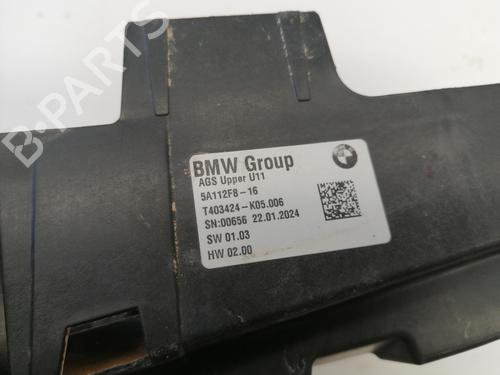 BMW Group
AGS Upper U11
5A112F8-16
T403424-K05.006
SN:00656 22.01.2024
SW 01.03
HW 02.00